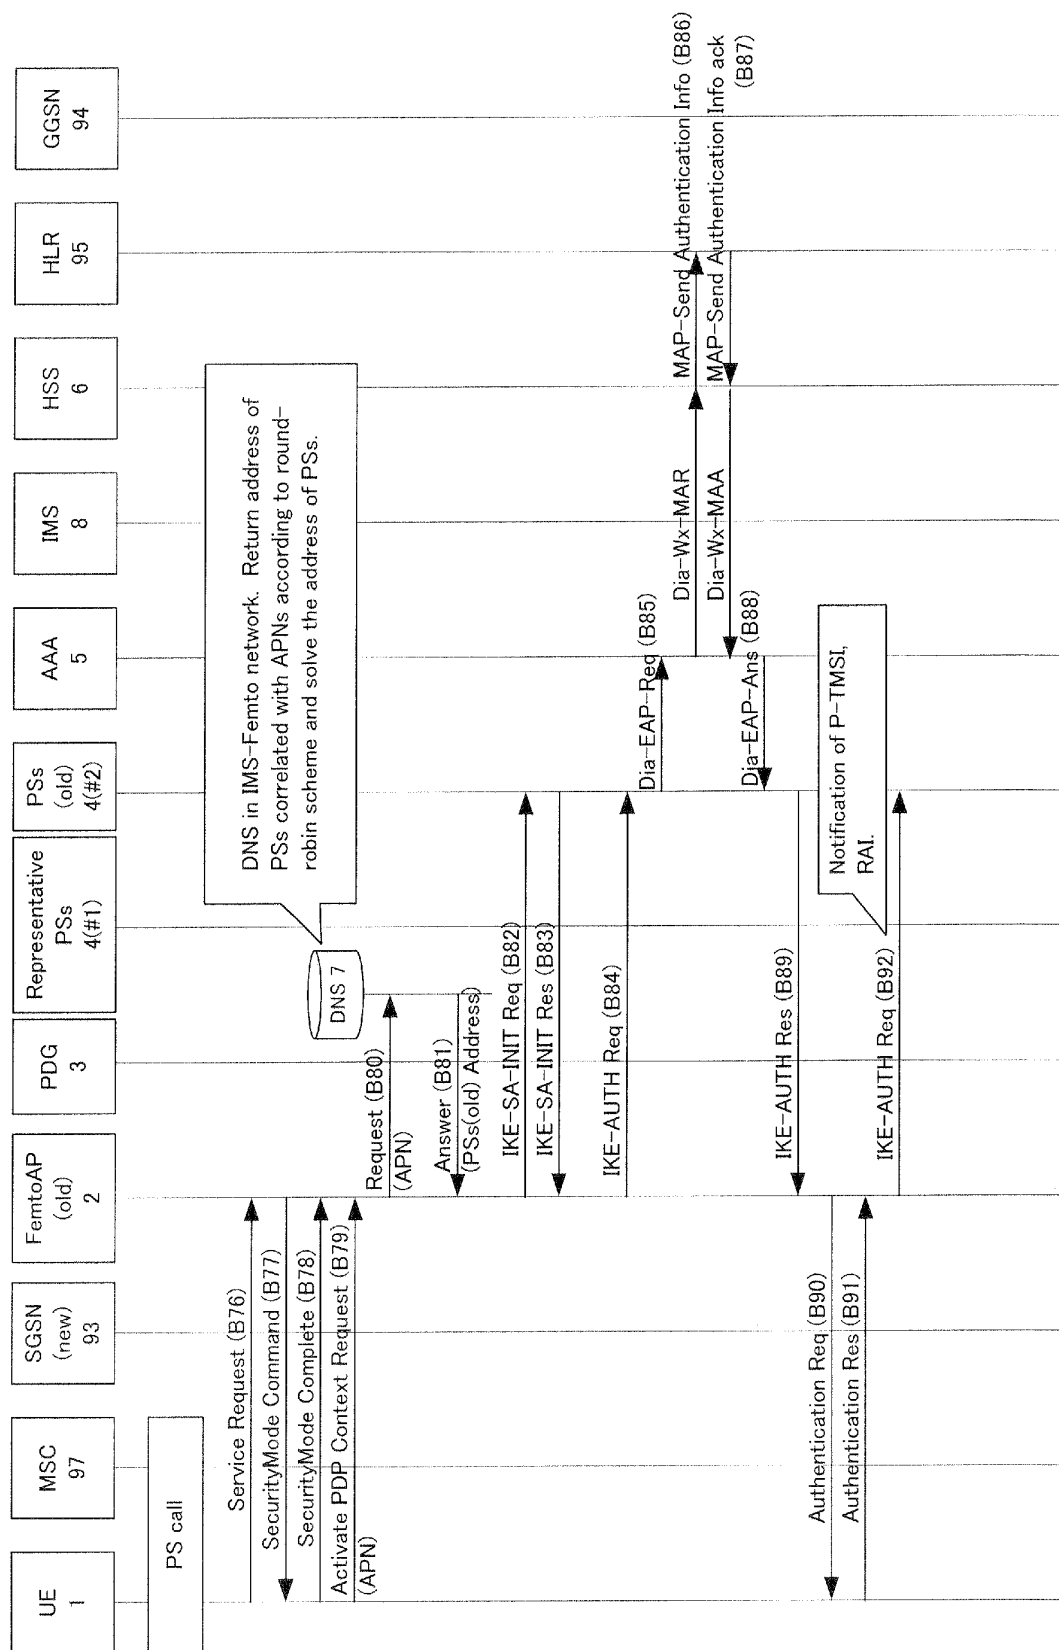 UE
1
MSC
97
SGSN
(new)
93
FemtoAP
(old)
2
PDG
3
Representative
PSs
4(#1)
PSs
(old)
4(#2)
AAA
5
IMS
8
HSS
6
HLR
95
GGSN
94
PS call
Service Request (B76)
SecurityMode Command (B77)
SecurityMode Complete (B78)
Activate PDP Context Request (B79)
(APN)
DNS in IMS-Femto network. Return address of
PSs correlated with APNs according to round-
robin scheme and solve the address of PSs.
DNS 7
Request (B80)
(APN)
Answer (B81)
(PSs(old) Address)
IKE-SA-INIT Req (B82)
IKE-SA-INIT Res (B83)
IKE-AUTH Req (B84)
Dia-EAP-Req (B85)
Dia-Wx-MAR
MAP-Send Authentication Info (B86)
Dia-Wx-MAA
MAP-Send Authentication Info ack
(B87)
Dia-EAP-Ans (B88)
IKE-AUTH Res (B89)
Authentication Req (B90)
Authentication Res (B91)
Notification of P-TMSI,
RAI.
IKE-AUTH Req (B92)